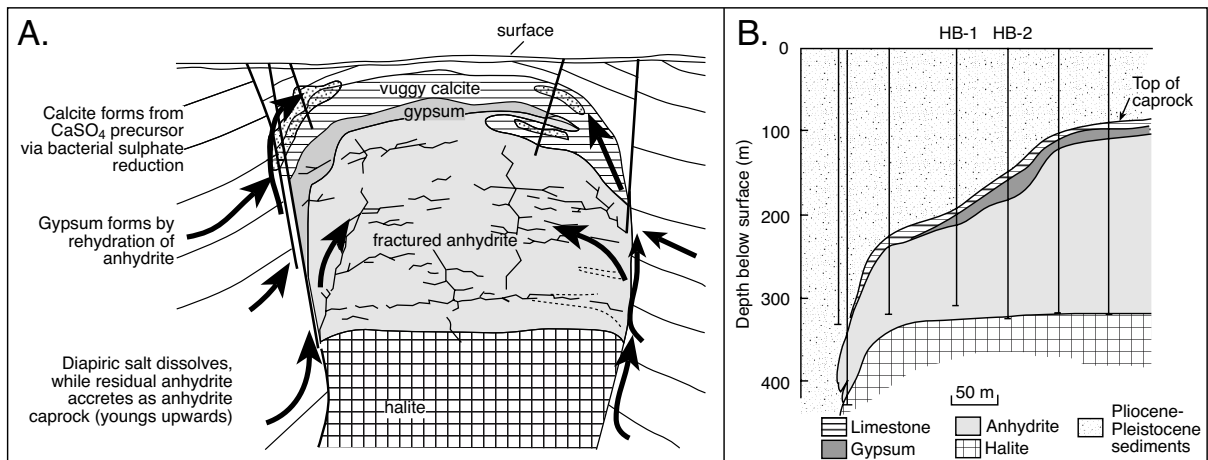 A.
surface
vuggy calcite
gypsum
Calcite forms from
CaSO4 precursor
via bacterial sulphate
reduction
Gypsum forms by
rehydration of
anhydrite
fractured anhydrite
Diapiric salt dissolves,
while residual anhydrite
accretes as anhydrite
caprock (youngs upwards)
halite
B.
HB-1 HB-2
0
100
200
300
400
Depth below surface (m)
Top of
caprock
50 m
Limestone
Gypsum
Anhydrite
Halite
Pliocene-
Pleistocene
sediments